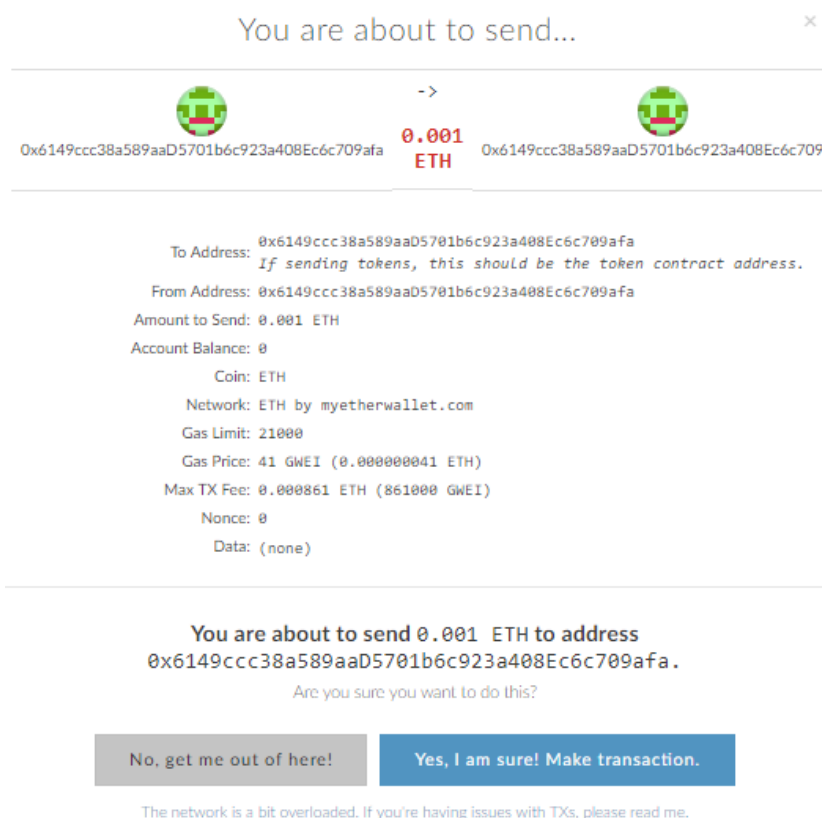 You are about to send...
×
->
0x6149ccc38a589aaD5701b6c923a408Ec6c709afa
0.001
ETH
0x6149ccc38a589aaD5701b6c923a408Ec6c709
To Address: 0x6149ccc38a589aaD5701b6c923a408Ec6c709afa
If sending tokens, this should be the token contract address.
From Address: 0x6149ccc38a589aaD5701b6c923a408Ec6c709afa
Amount to Send: 0.001 ETH
Account Balance: 0
Coin: ETH
Network: ETH by myetherwallet.com
Gas Limit: 21000
Gas Price: 41 GWEI (0.000000041 ETH)
Max TX Fee: 0.000861 ETH (861000 GWEI)
Nonce: 0
Data: (none)
You are about to send 0.001 ETH to address
0x6149ccc38a589aaD5701b6c923a408Ec6c709afa.
Are you sure you want to do this?
No, get me out of here!
Yes, I am sure! Make transaction.
The network is a bit overloaded. If you're having issues with TXs, please read me.